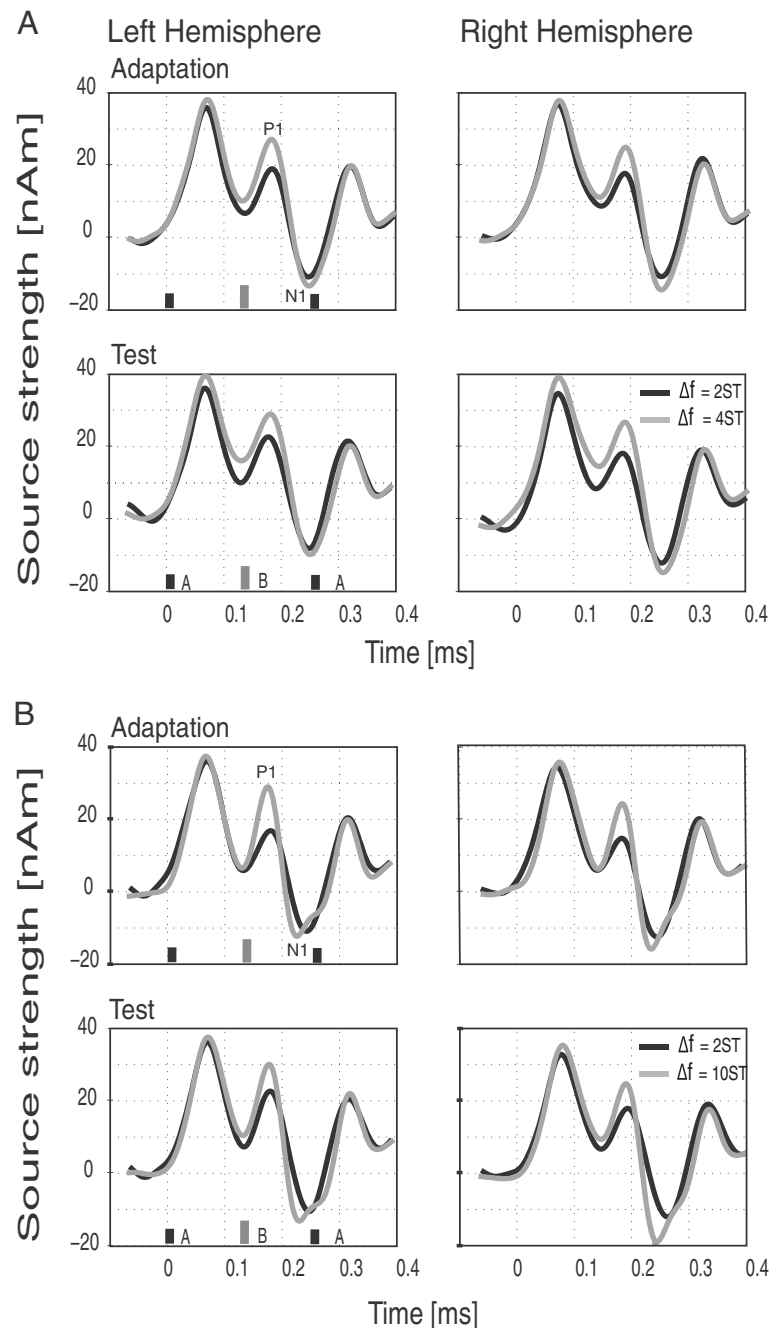 A
Left Hemisphere
Right Hemisphere
Adaptation
Source strength [nAm]
40
20
0
−20
P1
N1
Test
40
20
0
−20
A B A
Δf = 2ST
Δf = 4ST
0 0.1 0.2 0.3 0.4
0 0.1 0.2 0.3 0.4
Time [ms]
B
Adaptation
Source strength [nAm]
40
20
0
−20
P1
N1
Test
40
20
0
−20
A B A
Δf = 2ST
Δf = 10ST
0 0.1 0.2 0.3 0.4
0 0.1 0.2 0.3 0.4
Time [ms]